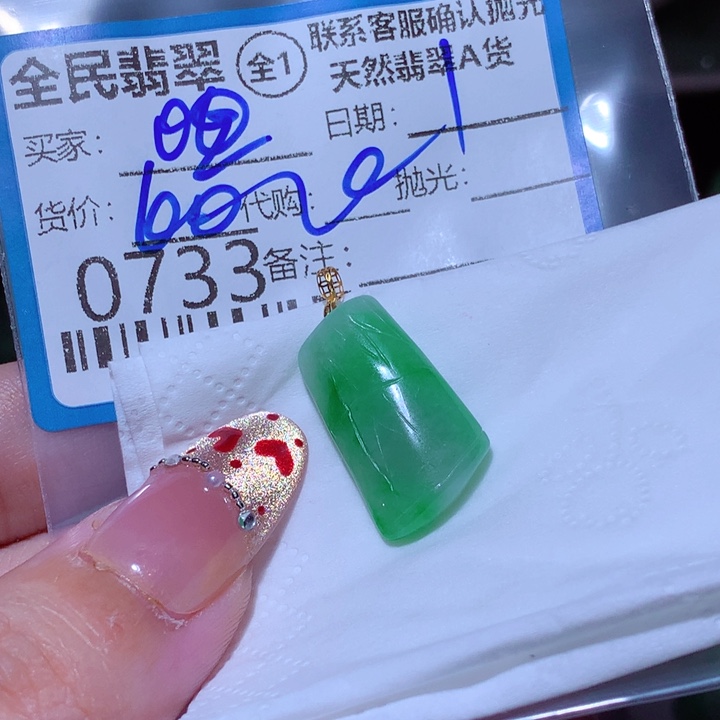 联系客服确认抛光
全民翡翠 全1 天然翡翠A货
买家： 日期：
货价： 600 代购： 抛光：
0733 备注：